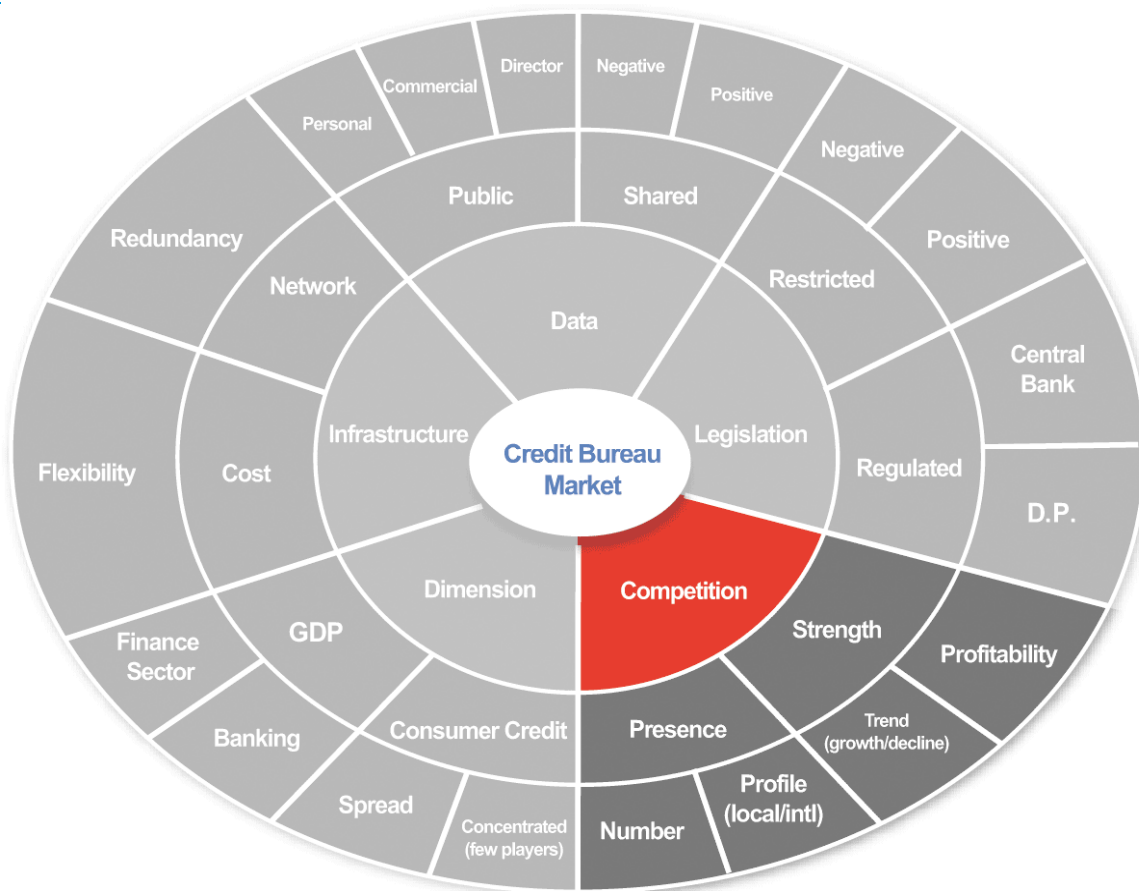 Director
Negative
Commercial
Positive
Personal
Negative
Public
Shared
Redundancy
Positive
Network
Restricted
Data
Central
Bank
Infrastructure
Legislation
Credit Bureau
Market
Flexibility
Cost
Regulated
D.P.
Dimension
Competition
GDP
Strength
Finance
Sector
Profitability
Banking
Consumer Credit
Presence
Trend
(growth/decline)
Spread
Concentrated
(few players)
Number
Profile
(local/intl)